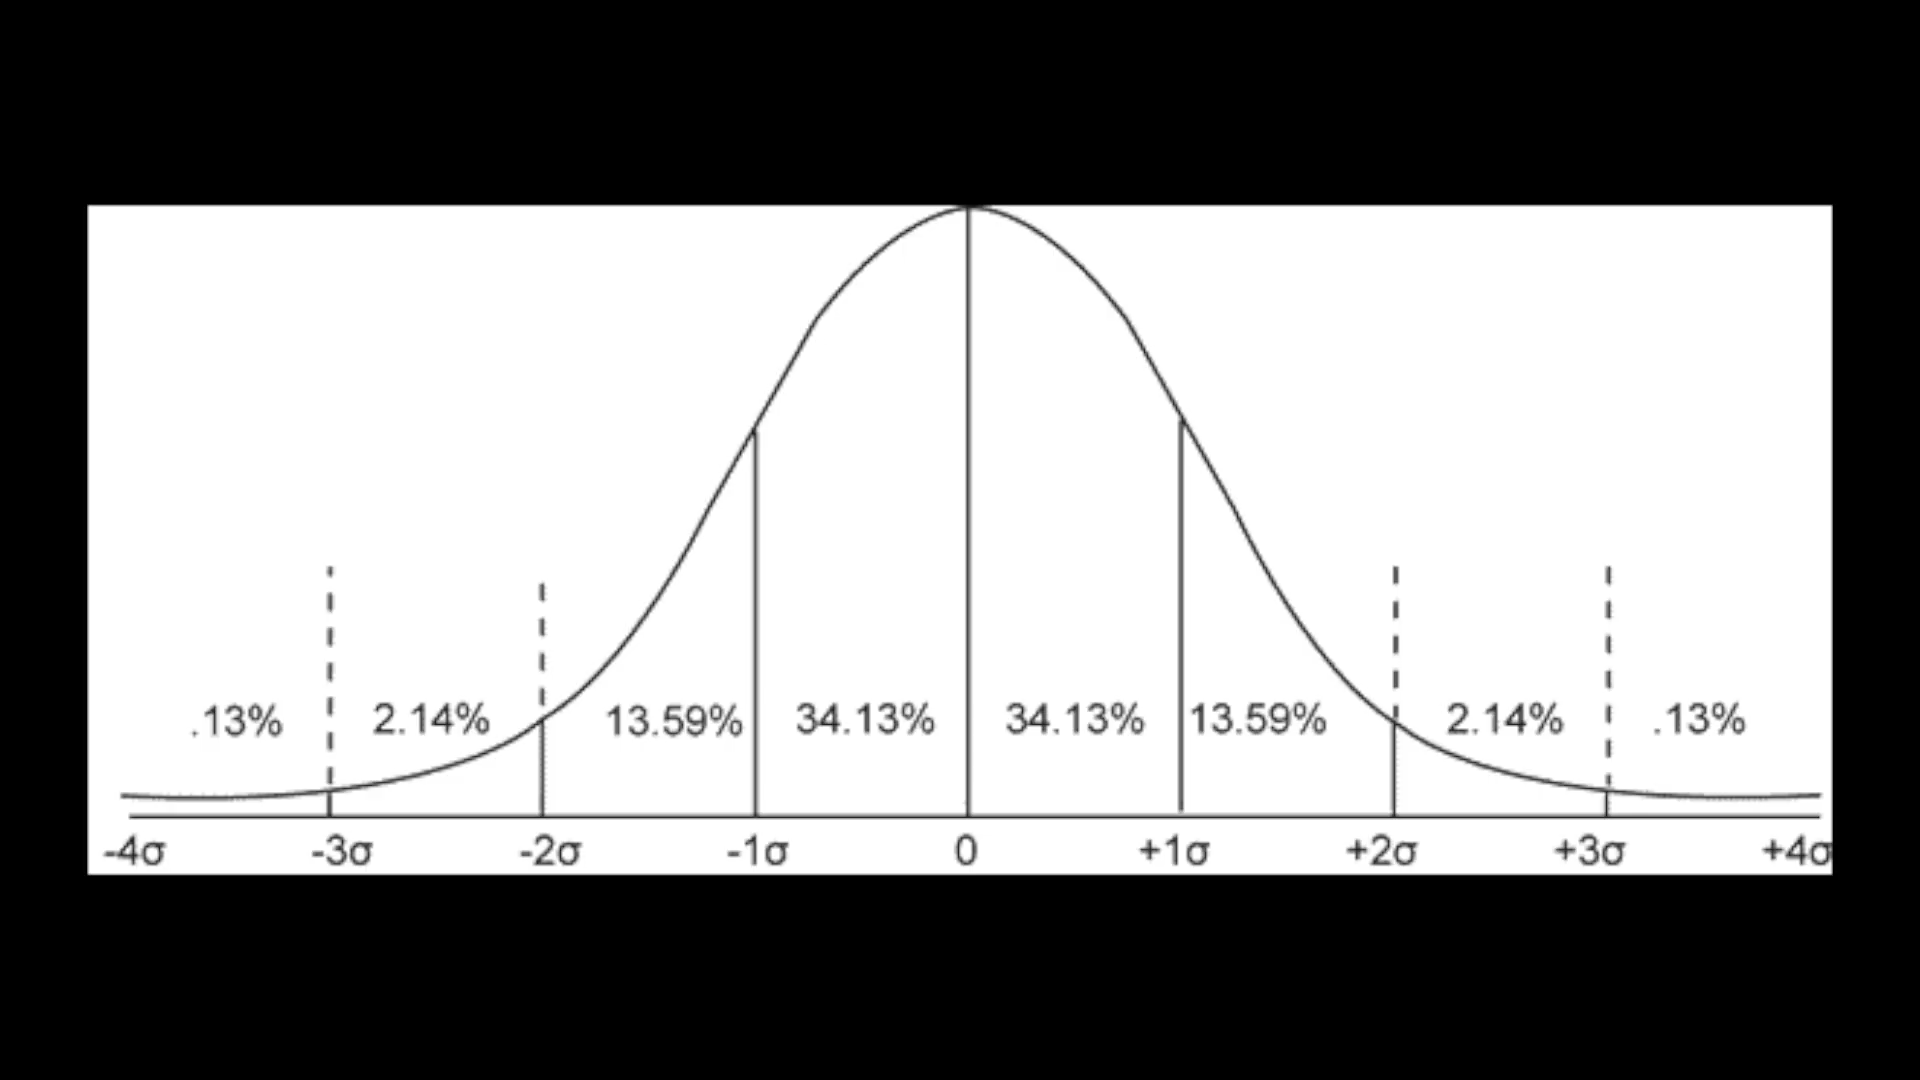 .13% 2.14% 13.59% 34.13% 34.13% 13.59% 2.14% .13%
-4σ -3σ -2σ -1σ 0 +1σ +2σ +3σ +4σ